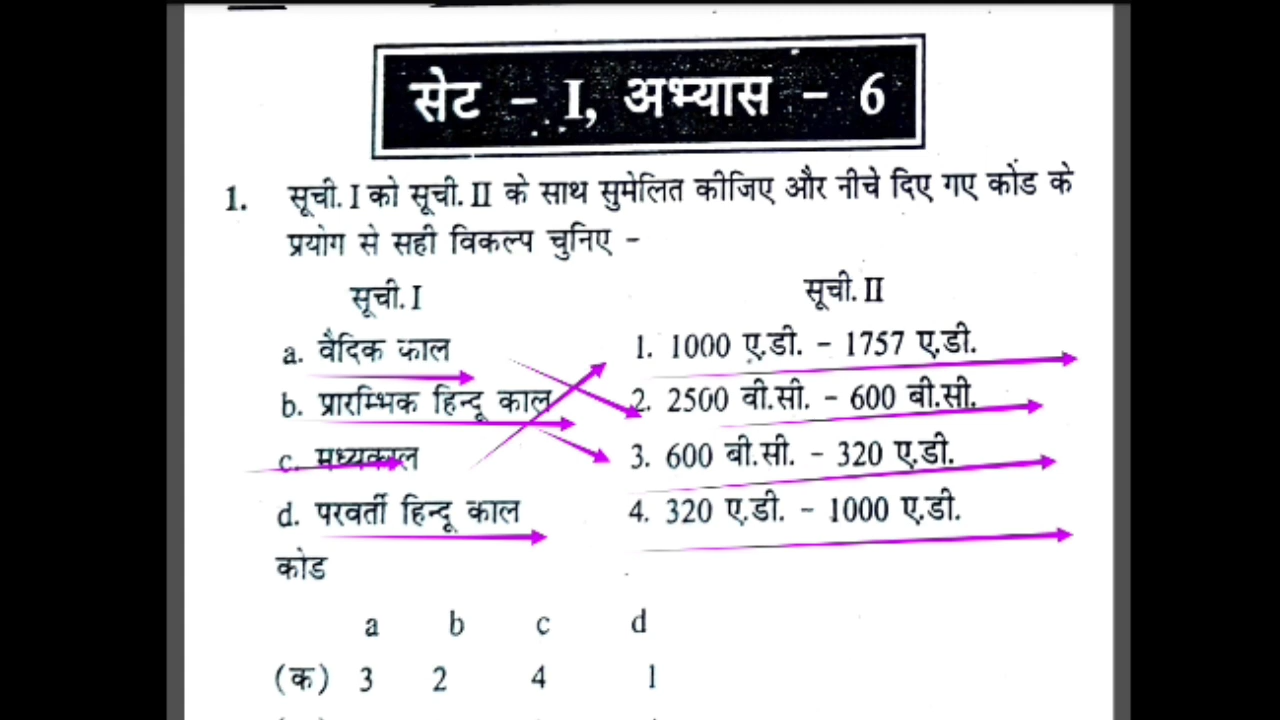 सेट - I, अभ्यास - 6
1. सूची. I को सूची. II के साथ सुमेलित कीजिए और नीचे दिए गए कोड के
प्रयोग से सही विकल्प चुनिए -
सूची. I सूची. II
a. वैदिक काल 1. 1000 ए.डी. - 1757 ए.डी.
b. प्रारम्भिक हिन्दू काल 2. 2500 बी.सी. - 600 बी.सी.
c. मध्यकाल 3. 600 बी.सी. - 320 ए.डी.
d. परवर्ती हिन्दू काल 4. 320 ए.डी. - 1000 ए.डी.
कोड
a b c d
(क) 3 2 4 1